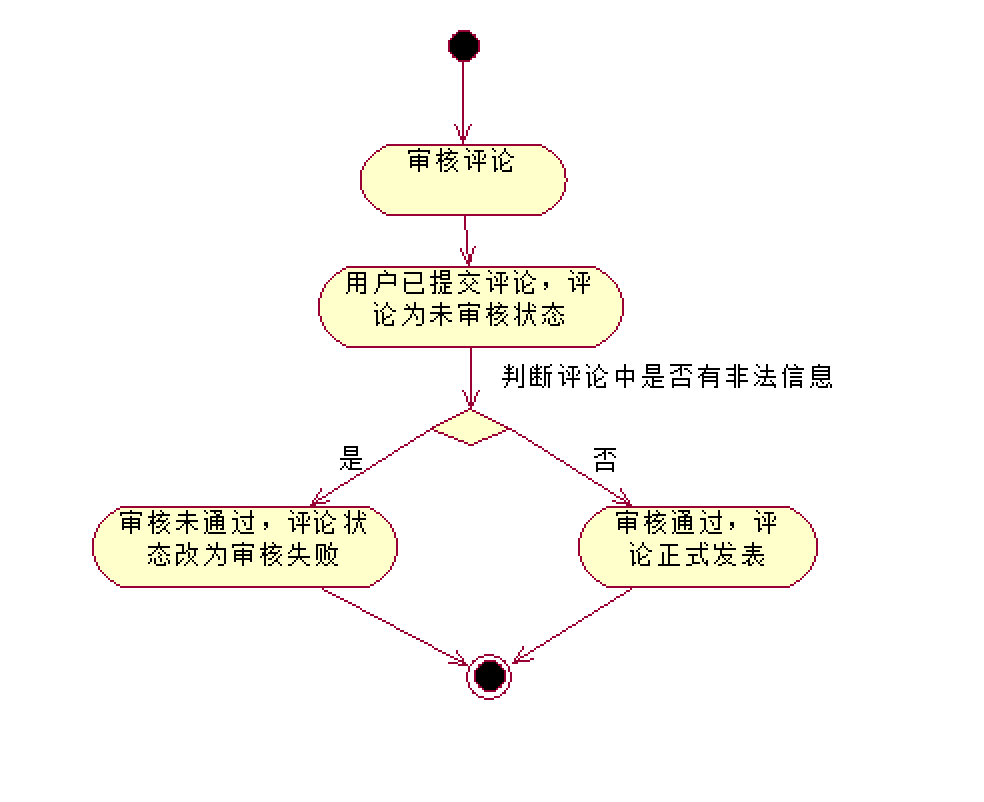 审核评论
用户已提交评论，评
论为未审核状态
判断评论中是否有非法信息
是
否
审核未通过，评论状
态改为审核失败
审核通过，评
论正式发表